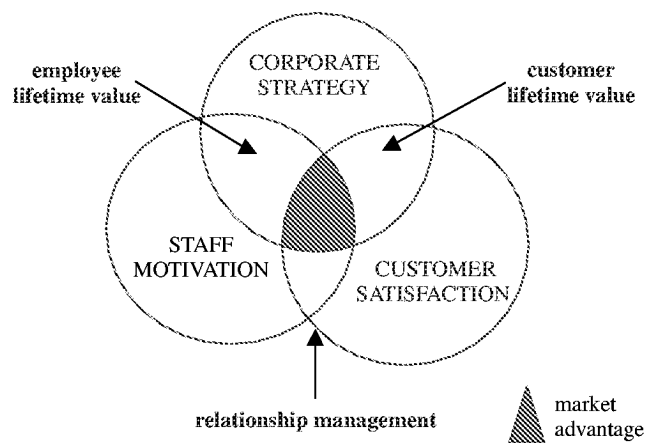 CORPORATE
STRATEGY
employee
lifetime value
customer
lifetime value
STAFF
MOTIVATION
CUSTOMER
SATISFACTION
relationship management
market
advantage